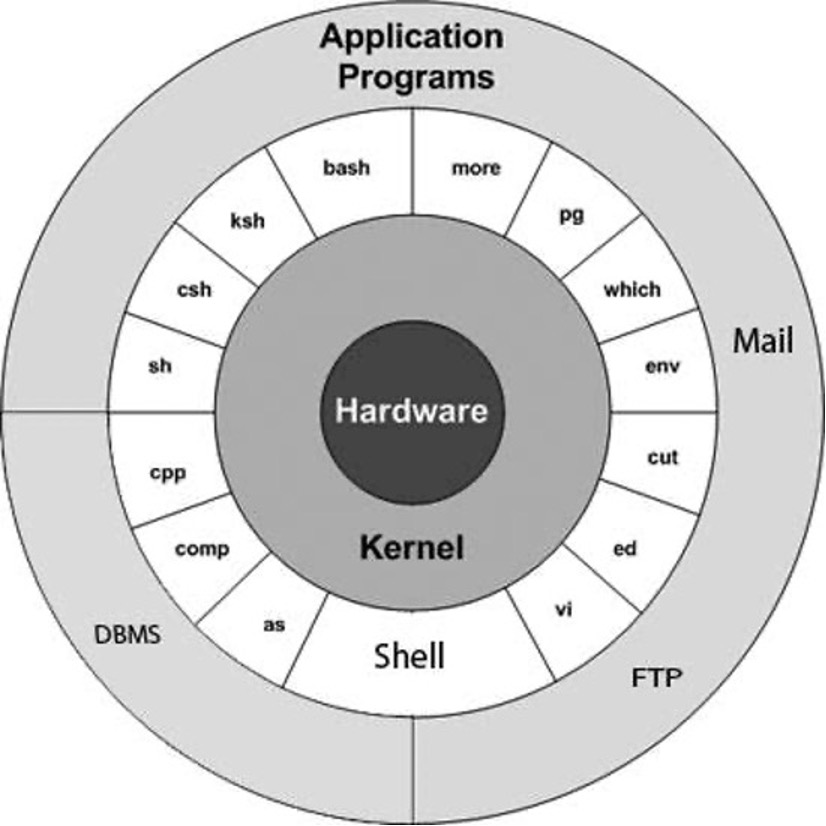 Application
Programs
bash
more
ksh
pg
csh
which
Mail
sh
env
Hardware
cpp
cut
Kernel
comp
ed
DBMS
as
Shell
vi
FTP